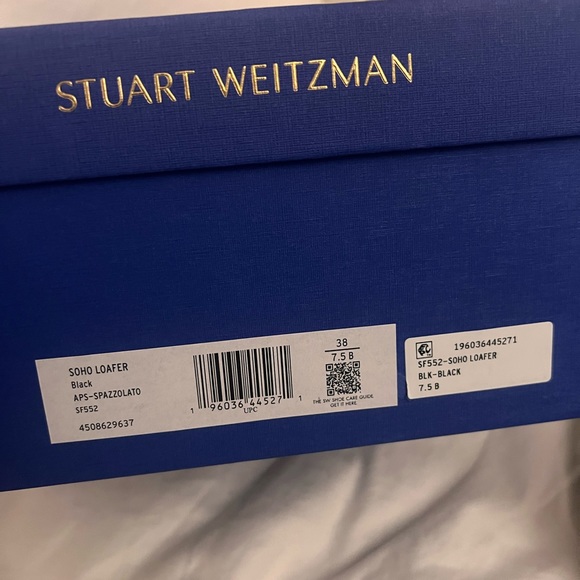 STUART WEITZMAN
SOHO LOAFER
Black
APS-SPAZZOLATO
SF552
4508629637
1 96036 44527 1
UPC
38
7.5 B
THE SW SHOE CARE GUIDE
GET IT HERE
196036445271
SF552-SOHO LOAFER
BLK-BLACK
7.5 B